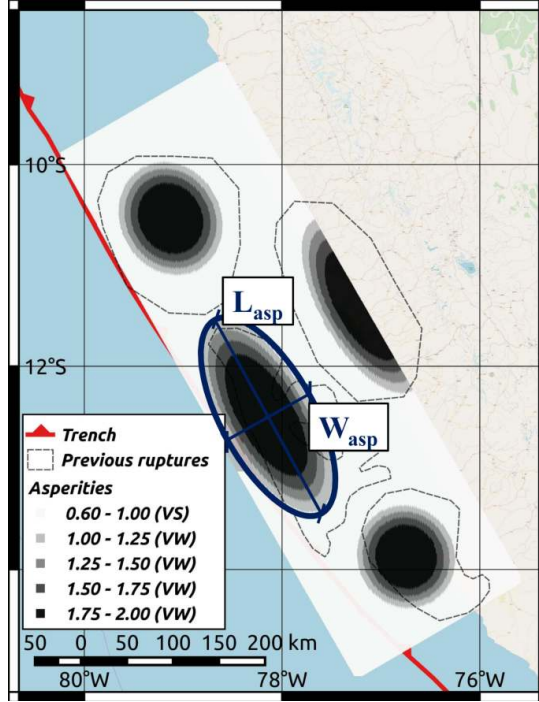 10°S
L_asp
12°S
W_asp
Trench
Previous ruptures
Asperities
0.60 - 1.00 (VS)
1.00 - 1.25 (VW)
1.25 - 1.50 (VW)
1.50 - 1.75 (VW)
1.75 - 2.00 (VW)
50 0 50 100 150 200 km
80°W 78°W 76°W